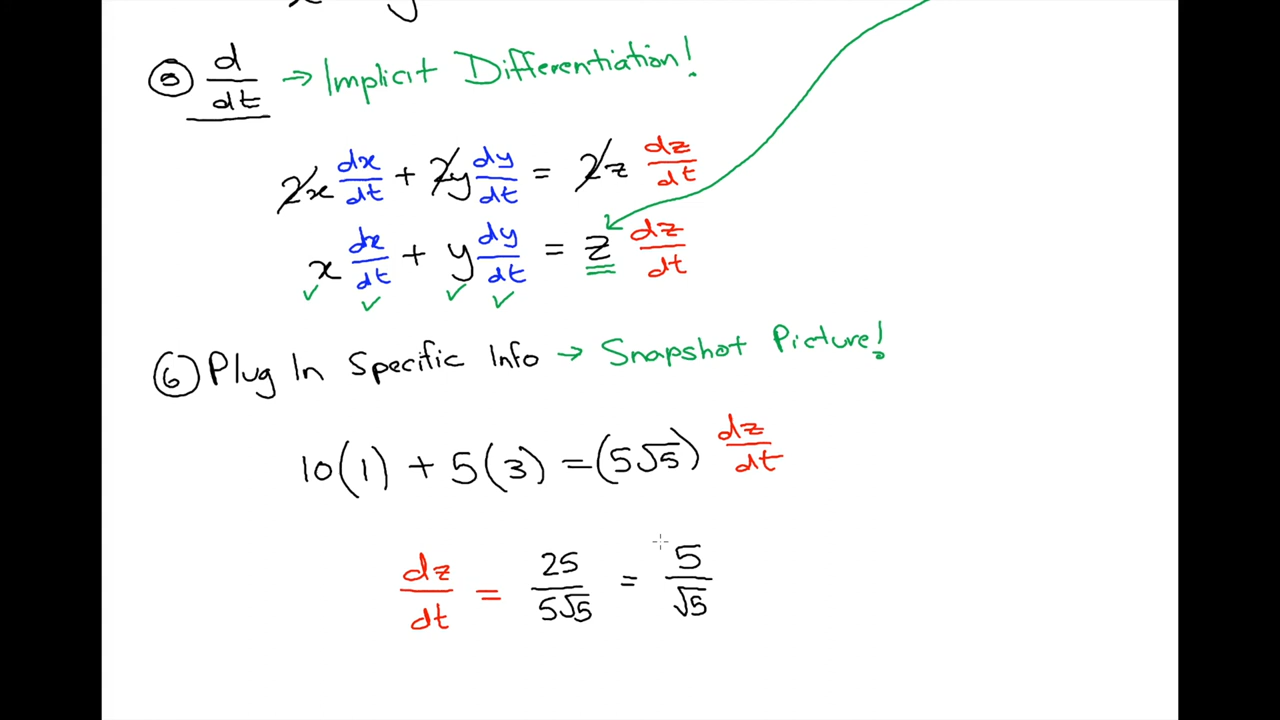 ⑤ d/dt → Implicit Differentiation!
2x dx/dt + 2y dy/dt = 2z dz/dt
x dx/dt + y dy/dt = z dz/dt
✓ ✓ ✓ ✓
⑥ Plug In Specific Info → Snapshot Picture!
10(1) + 5(3) = (5√5) dz/dt
dz/dt = 25/5√5 = 5/√5